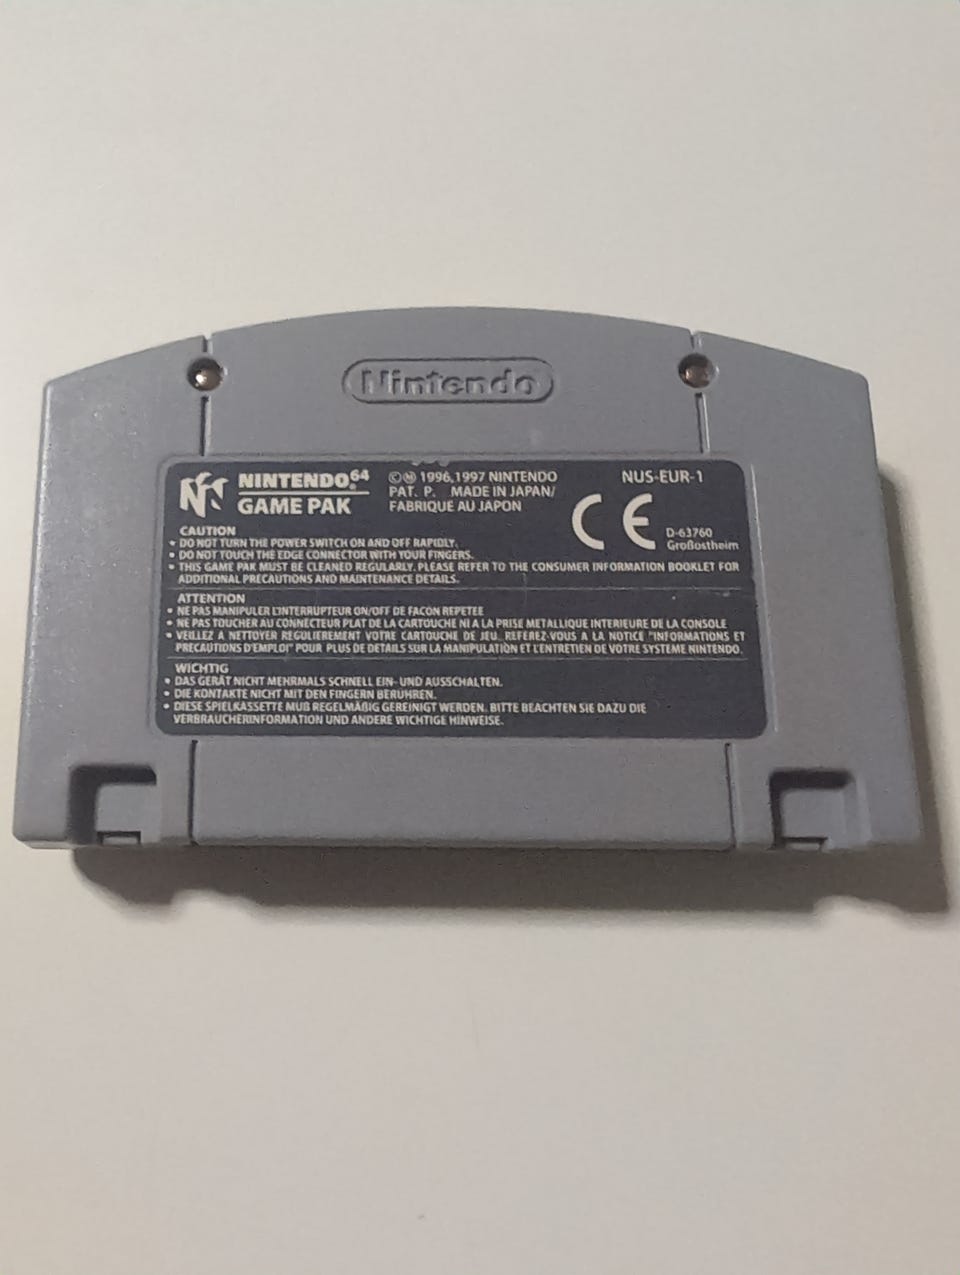 Nintendo
NINTENDO64®
GAME PAK
©Ⓜ 1996,1997 NINTENDO
PAT. P. MADE IN JAPAN/
FABRIQUE AU JAPON
NUS-EUR-1
CE
D-63760
Großostheim
CAUTION
• DO NOT TURN THE POWER SWITCH ON AND OFF RAPIDLY.
• DO NOT TOUCH THE EDGE CONNECTOR WITH YOUR FINGERS.
• THIS GAME PAK MUST BE CLEANED REGULARLY. PLEASE REFER TO THE CONSUMER INFORMATION BOOKLET FOR
ADDITIONAL PRECAUTIONS AND MAINTENANCE DETAILS.
ATTENTION
• NE PAS MANIPULER L'INTERRUPTEUR ON/OFF DE FACON REPETEE
• NE PAS TOUCHER AU CONNECTEUR PLAT DE LA CARTOUCHE NI A LA PRISE METALLIQUE INTERIEURE DE LA CONSOLE
• VEILLEZ A NETTOYER REGULIEREMENT VOTRE CARTOUCHE DE JEU. REFEREZ-VOUS A LA NOTICE "INFORMATIONS ET
PRECAUTIONS D'EMPLOI" POUR PLUS DE DETAILS SUR LA MANIPULATION ET L'ENTRETIEN DE VOTRE SYSTEME NINTENDO.
WICHTIG
• DAS GERÄT NICHT MEHRMALS SCHNELL EIN- UND AUSSCHALTEN.
• DIE KONTAKTE NICHT MIT DEN FINGERN BERÜHREN.
• DIESE SPIELKASSETTE MUß REGELMÄßIG GEREINIGT WERDEN. BITTE BEACHTEN SIE DAZU DIE
VERBRAUCHERINFORMATION UND ANDERE WICHTIGE HINWEISE.